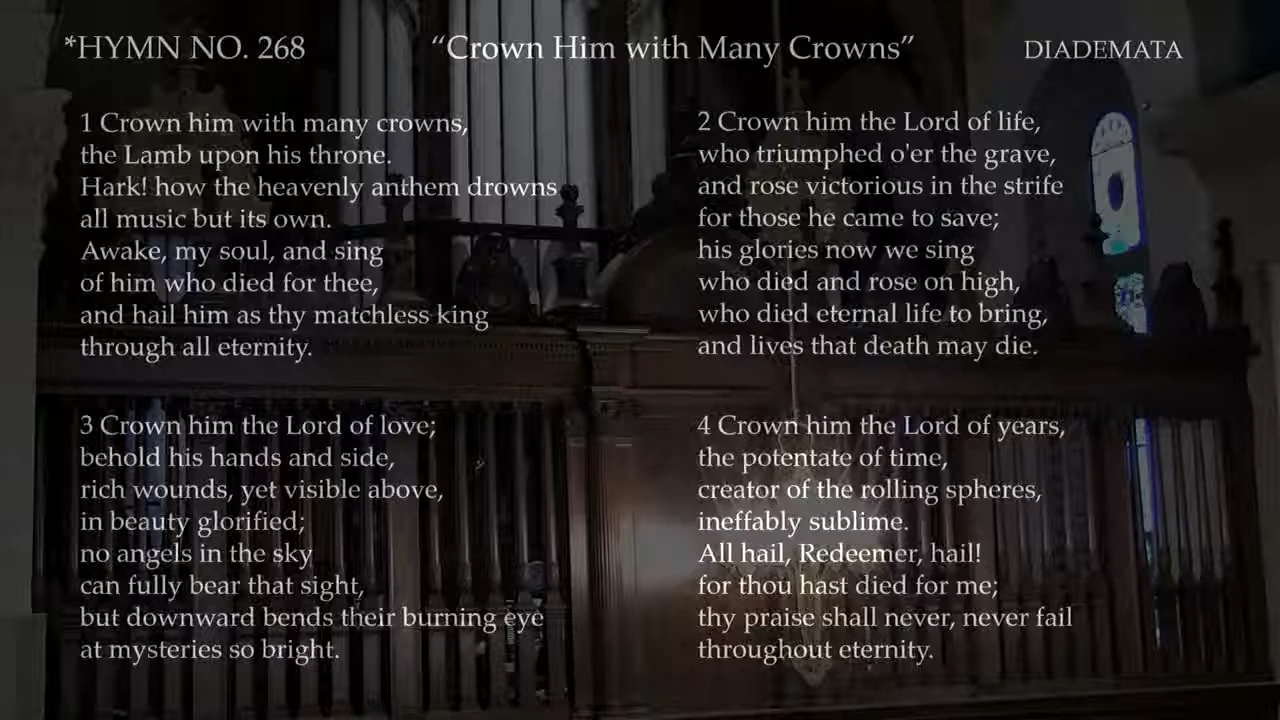 *HYMN NO. 268 “Crown Him with Many Crowns” DIADEMATA
1 Crown him with many crowns,
the Lamb upon his throne.
Hark! how the heavenly anthem drowns
all music but its own.
Awake, my soul, and sing
of him who died for thee,
and hail him as thy matchless king
through all eternity.
2 Crown him the Lord of life,
who triumphed o'er the grave,
and rose victorious in the strife
for those he came to save;
his glories now we sing
who died and rose on high,
who died eternal life to bring,
and lives that death may die.
3 Crown him the Lord of love;
behold his hands and side,
rich wounds, yet visible above,
in beauty glorified;
no angels in the sky
can fully bear that sight,
but downward bends their burning eye
at mysteries so bright.
4 Crown him the Lord of years,
the potentate of time,
creator of the rolling spheres,
ineffably sublime.
All hail, Redeemer, hail!
for thou hast died for me;
thy praise shall never, never fail
throughout eternity.